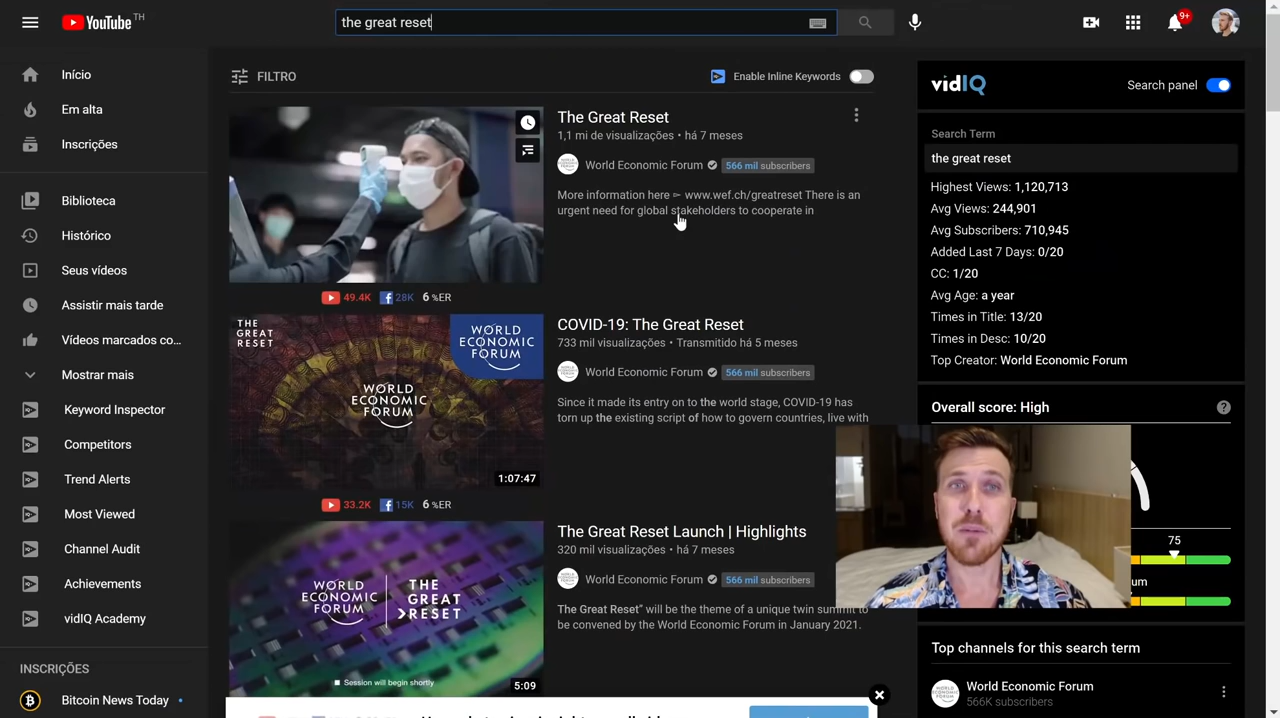 YouTube TH
the great reset
9+
Início
Em alta
Inscrições
Biblioteca
Histórico
Seus vídeos
Assistir mais tarde
Vídeos marcados co...
Mostrar mais
Keyword Inspector
Competitors
Trend Alerts
Most Viewed
Channel Audit
Achievements
vidIQ Academy
INSCRIÇÕES
Bitcoin News Today
FILTRO
Enable Inline Keywords
The Great Reset
1,1 mi de visualizações • há 7 meses
World Economic Forum 566 mil subscribers
More information here ► www.wef.ch/greatreset There is an
urgent need for global stakeholders to cooperate in
49.4K 28K 6 %ER
THE
GREAT
RESET
WORLD
ECONOMIC
FORUM
WORLD
ECONOMIC
FORUM
1:07:47
COVID-19: The Great Reset
733 mil visualizações • Transmitido há 5 meses
World Economic Forum 566 mil subscribers
Since it made its entry on to the world stage, COVID-19 has
torn up the existing script of how to govern countries, live with
33.2K 15K 6 %ER
WORLD
ECONOMIC
FORUM
THE
GREAT
>RESET
Session will begin shortly
5:09
The Great Reset Launch | Highlights
320 mil visualizações • há 7 meses
World Economic Forum 566 mil subscribers
The Great Reset" will be the theme of a unique twin summit to
be convened by the World Economic Forum in January 2021.
vidIQ
Search panel
Search Term
the great reset
Highest Views: 1,120,713
Avg Views: 244,901
Avg Subscribers: 710,945
Added Last 7 Days: 0/20
CC: 1/20
Avg Age: a year
Times in Title: 13/20
Times in Desc: 10/20
Top Creator: World Economic Forum
Overall score: High
?
75
um
Top channels for this search term
World Economic Forum
566K subscribers